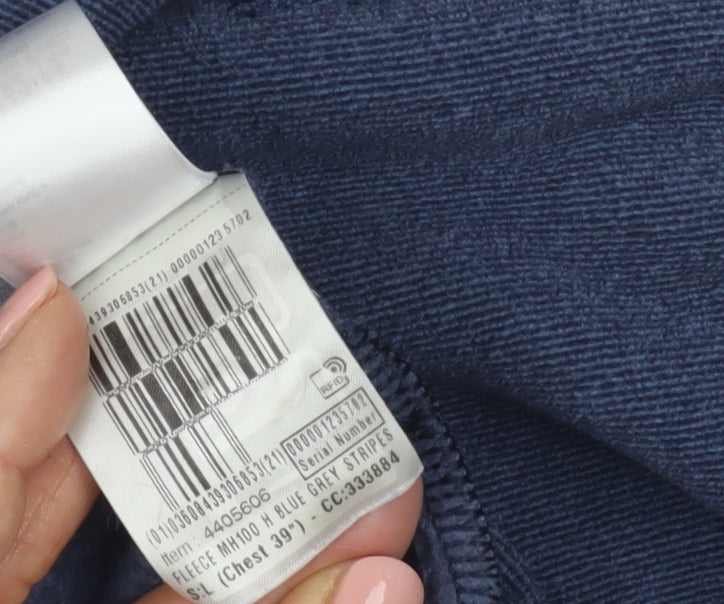 439306853(21) 000001235702
RFID
000001235702
Serial Number
(01)03608439306853(21)
Item : 4405606
FLEECE MH100 H BLUE GREY STRIPES
S:L (Chest 39") - CC:333884